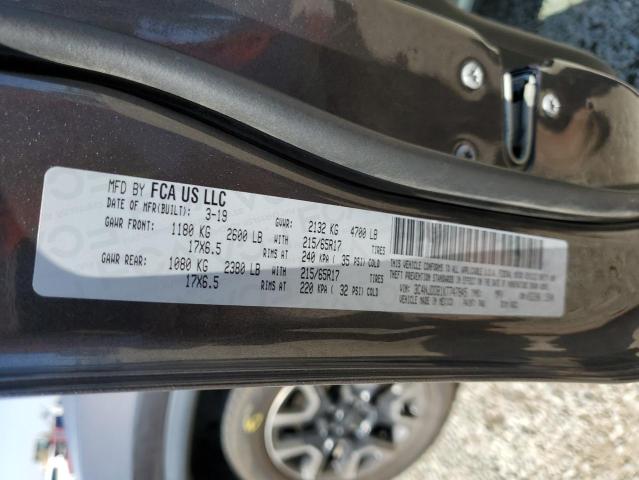 MFD BY FCA US LLC
DATE OF MFR(BUILT): 3-19 GVWR: 2132 KG 4700 LB
GAWR FRONT: 1180 KG 2600 LB WITH 215/65R17 TIRES
17X6.5 RIMS AT 240 KPA ( 35 PSI) COLD
GAWR REAR: 1080 KG 2380 LB WITH 215/65R17 TIRES
17X6.5 RIMS AT 220 KPA ( 32 PSI) COLD
THIS VEHICLE CONFORMS TO ALL APPLICABLE U.S.A. FEDERAL MOTOR VEHICLE SAFETY, BUMPER, AND
THEFT PREVENTION STANDARDS IN EFFECT ON THE DATE OF MANUFACTURE SHOWN ABOVE.
VIN: TYPE: MPV
VEHICLE MADE IN MEXICO PAINT: